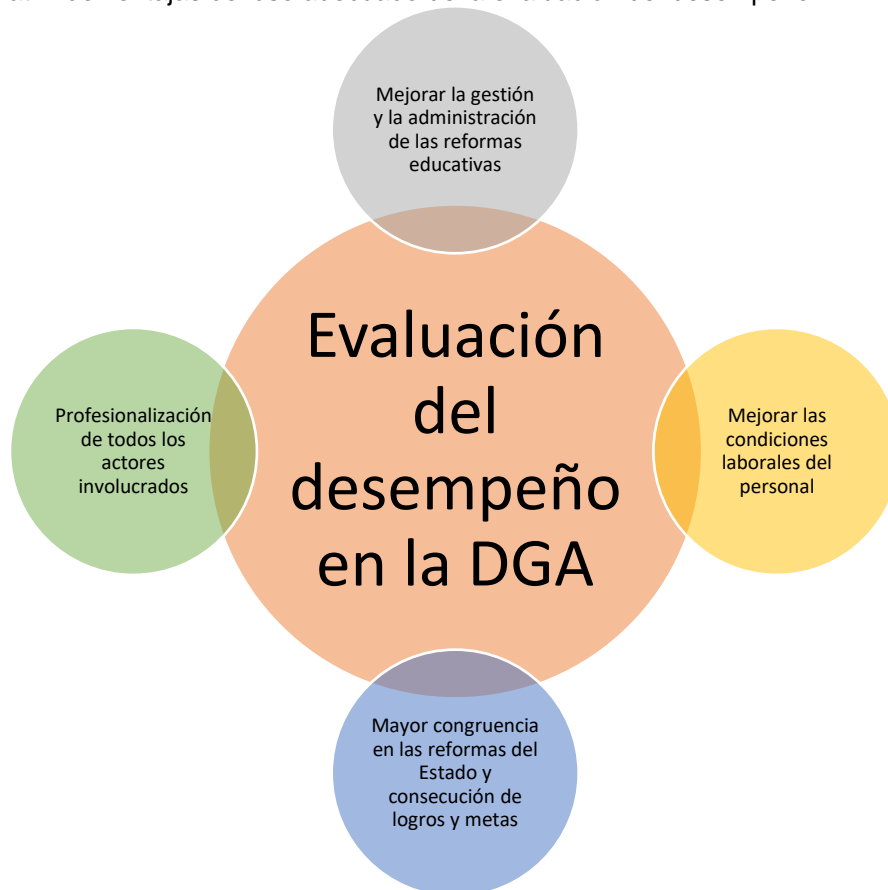 Mejorar la gestión
y la administración
de las reformas
educativas
Evaluación
del
desempeño
en la DGA
Profesionalización
de todos los
actores
involucrados
Mejorar las
condiciones
laborales del
personal
Mayor congruencia
en las reformas del
Estado y
consecución de
logros y metas